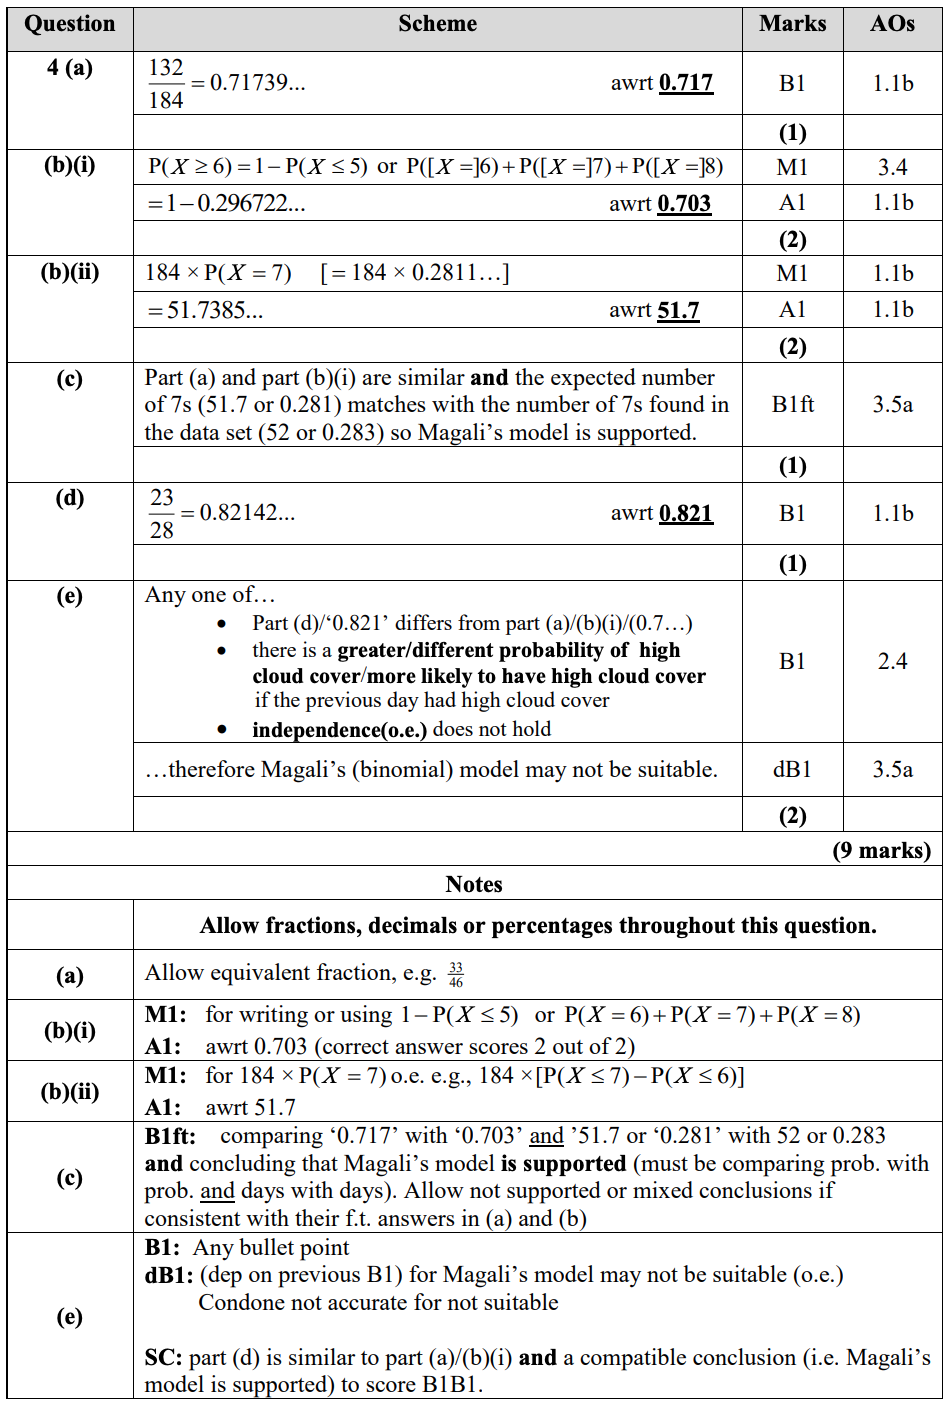 Question Scheme Marks AOs
4 (a) 132/184 = 0.71739... awrt 0.717 B1 1.1b
(1)
(b)(i) P(X ≥ 6) = 1 − P(X ≤ 5) or P([X =]6) + P([X =]7) + P([X =]8) M1 3.4
= 1 − 0.296722... awrt 0.703 A1 1.1b
(2)
(b)(ii) 184 × P(X = 7) [= 184 × 0.2811…] M1 1.1b
= 51.7385... awrt 51.7 A1 1.1b
(2)
(c) Part (a) and part (b)(i) are similar and the expected number
of 7s (51.7 or 0.281) matches with the number of 7s found in
the data set (52 or 0.283) so Magali’s model is supported. B1ft 3.5a
(1)
(d) 23/28 = 0.82142... awrt 0.821 B1 1.1b
(1)
(e) Any one of…
• Part (d)/‘0.821’ differs from part (a)/(b)(i)/(0.7…)
• there is a greater/different probability of high
cloud cover/more likely to have high cloud cover
if the previous day had high cloud cover
• independence(o.e.) does not hold B1 2.4
…therefore Magali’s (binomial) model may not be suitable. dB1 3.5a
(2)
(9 marks)
Notes
Allow fractions, decimals or percentages throughout this question.
(a) Allow equivalent fraction, e.g. 33/46
(b)(i) M1: for writing or using 1 − P(X ≤ 5) or P(X = 6) + P(X = 7) + P(X = 8)
A1: awrt 0.703 (correct answer scores 2 out of 2)
(b)(ii) M1: for 184 × P(X = 7) o.e. e.g., 184 × [P(X ≤ 7) − P(X ≤ 6)]
A1: awrt 51.7
(c) B1ft: comparing ‘0.717’ with ‘0.703’ and ’51.7 or ‘0.281’ with 52 or 0.283
and concluding that Magali’s model is supported (must be comparing prob. with
prob. and days with days). Allow not supported or mixed conclusions if
consistent with their f.t. answers in (a) and (b)
(e) B1: Any bullet point
dB1: (dep on previous B1) for Magali’s model may not be suitable (o.e.)
Condone not accurate for not suitable
SC: part (d) is similar to part (a)/(b)(i) and a compatible conclusion (i.e. Magali’s
model is supported) to score B1B1.